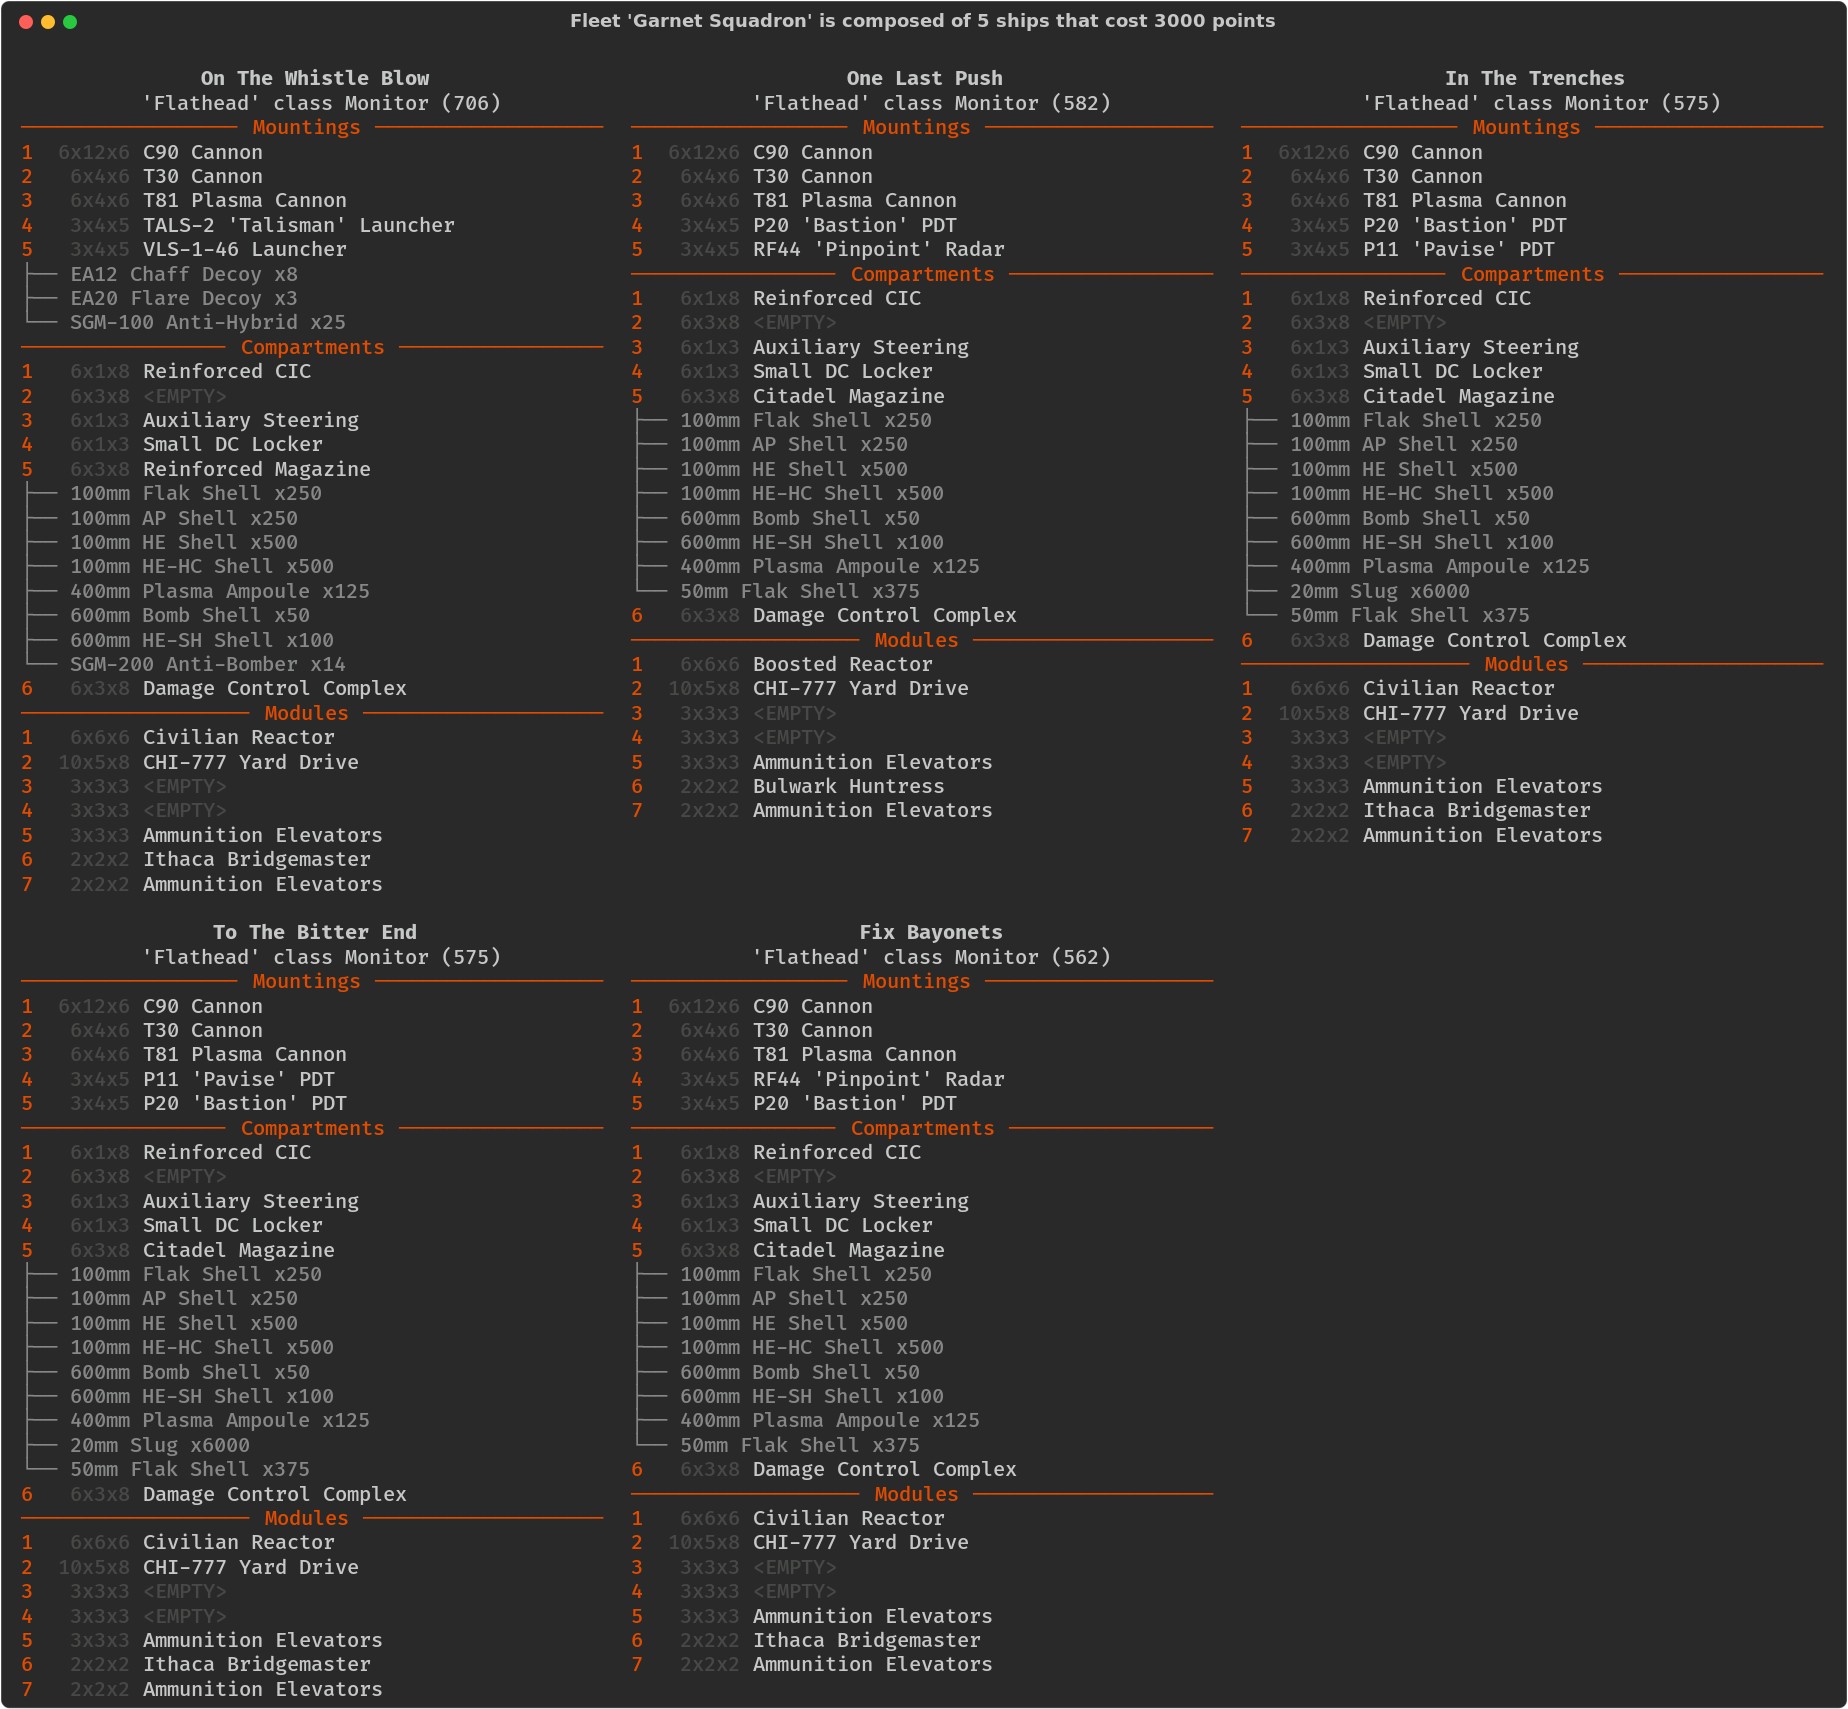 Fleet 'Garnet Squadron' is composed of 5 ships that cost 3000 points
On The Whistle Blow
'Flathead' class Monitor (706)
Mountings
1 6x12x6 C90 Cannon
2 6x4x6 T30 Cannon
3 6x4x6 T81 Plasma Cannon
4 3x4x5 TALS-2 'Talisman' Launcher
5 3x4x5 VLS-1-46 Launcher
EA12 Chaff Decoy x8
EA20 Flare Decoy x3
SGM-100 Anti-Hybrid x25
Compartments
1 6x1x8 Reinforced CIC
2 6x3x8 <EMPTY>
3 6x1x3 Auxiliary Steering
4 6x1x3 Small DC Locker
5 6x3x8 Reinforced Magazine
100mm Flak Shell x250
100mm AP Shell x250
100mm HE Shell x500
100mm HE-HC Shell x500
400mm Plasma Ampoule x125
600mm Bomb Shell x50
600mm HE-SH Shell x100
SGM-200 Anti-Bomber x14
6 6x3x8 Damage Control Complex
Modules
1 6x6x6 Civilian Reactor
2 10x5x8 CHI-777 Yard Drive
3 3x3x3 <EMPTY>
4 3x3x3 <EMPTY>
5 3x3x3 Ammunition Elevators
6 2x2x2 Ithaca Bridgemaster
7 2x2x2 Ammunition Elevators
One Last Push
'Flathead' class Monitor (582)
Mountings
1 6x12x6 C90 Cannon
2 6x4x6 T30 Cannon
3 6x4x6 T81 Plasma Cannon
4 3x4x5 P20 'Bastion' PDT
5 3x4x5 RF44 'Pinpoint' Radar
Compartments
1 6x1x8 Reinforced CIC
2 6x3x8 <EMPTY>
3 6x1x3 Auxiliary Steering
4 6x1x3 Small DC Locker
5 6x3x8 Citadel Magazine
100mm Flak Shell x250
100mm AP Shell x250
100mm HE Shell x500
100mm HE-HC Shell x500
600mm Bomb Shell x50
600mm HE-SH Shell x100
400mm Plasma Ampoule x125
50mm Flak Shell x375
6 6x3x8 Damage Control Complex
Modules
1 6x6x6 Boosted Reactor
2 10x5x8 CHI-777 Yard Drive
3 3x3x3 <EMPTY>
4 3x3x3 <EMPTY>
5 3x3x3 Ammunition Elevators
6 2x2x2 Bulwark Huntress
7 2x2x2 Ammunition Elevators
In The Trenches
'Flathead' class Monitor (575)
Mountings
1 6x12x6 C90 Cannon
2 6x4x6 T30 Cannon
3 6x4x6 T81 Plasma Cannon
4 3x4x5 P20 'Bastion' PDT
5 3x4x5 P11 'Pavise' PDT
Compartments
1 6x1x8 Reinforced CIC
2 6x3x8 <EMPTY>
3 6x1x3 Auxiliary Steering
4 6x1x3 Small DC Locker
5 6x3x8 Citadel Magazine
100mm Flak Shell x250
100mm AP Shell x250
100mm HE Shell x500
100mm HE-HC Shell x500
600mm Bomb Shell x50
600mm HE-SH Shell x100
400mm Plasma Ampoule x125
20mm Slug x6000
50mm Flak Shell x375
6 6x3x8 Damage Control Complex
Modules
1 6x6x6 Civilian Reactor
2 10x5x8 CHI-777 Yard Drive
3 3x3x3 <EMPTY>
4 3x3x3 <EMPTY>
5 3x3x3 Ammunition Elevators
6 2x2x2 Ithaca Bridgemaster
7 2x2x2 Ammunition Elevators
To The Bitter End
'Flathead' class Monitor (575)
Mountings
1 6x12x6 C90 Cannon
2 6x4x6 T30 Cannon
3 6x4x6 T81 Plasma Cannon
4 3x4x5 P11 'Pavise' PDT
5 3x4x5 P20 'Bastion' PDT
Compartments
1 6x1x8 Reinforced CIC
2 6x3x8 <EMPTY>
3 6x1x3 Auxiliary Steering
4 6x1x3 Small DC Locker
5 6x3x8 Citadel Magazine
100mm Flak Shell x250
100mm AP Shell x250
100mm HE Shell x500
100mm HE-HC Shell x500
600mm Bomb Shell x50
600mm HE-SH Shell x100
400mm Plasma Ampoule x125
20mm Slug x6000
50mm Flak Shell x375
6 6x3x8 Damage Control Complex
Modules
1 6x6x6 Civilian Reactor
2 10x5x8 CHI-777 Yard Drive
3 3x3x3 <EMPTY>
4 3x3x3 <EMPTY>
5 3x3x3 Ammunition Elevators
6 2x2x2 Ithaca Bridgemaster
7 2x2x2 Ammunition Elevators
Fix Bayonets
'Flathead' class Monitor (562)
Mountings
1 6x12x6 C90 Cannon
2 6x4x6 T30 Cannon
3 6x4x6 T81 Plasma Cannon
4 3x4x5 RF44 'Pinpoint' Radar
5 3x4x5 P20 'Bastion' PDT
Compartments
1 6x1x8 Reinforced CIC
2 6x3x8 <EMPTY>
3 6x1x3 Auxiliary Steering
4 6x1x3 Small DC Locker
5 6x3x8 Citadel Magazine
100mm Flak Shell x250
100mm AP Shell x250
100mm HE Shell x500
100mm HE-HC Shell x500
600mm Bomb Shell x50
600mm HE-SH Shell x100
400mm Plasma Ampoule x125
50mm Flak Shell x375
6 6x3x8 Damage Control Complex
Modules
1 6x6x6 Civilian Reactor
2 10x5x8 CHI-777 Yard Drive
3 3x3x3 <EMPTY>
4 3x3x3 <EMPTY>
5 3x3x3 Ammunition Elevators
6 2x2x2 Ithaca Bridgemaster
7 2x2x2 Ammunition Elevators